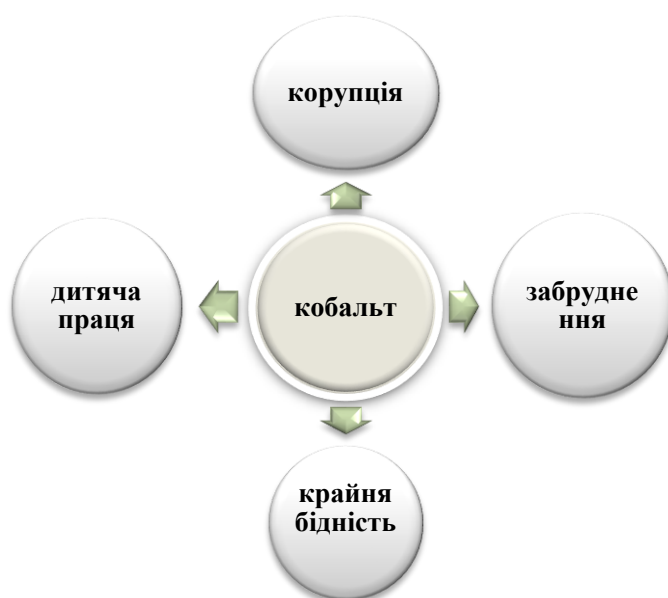 корупція
дитяча
праця
кобальт
забрудне
ння
крайня
бідність